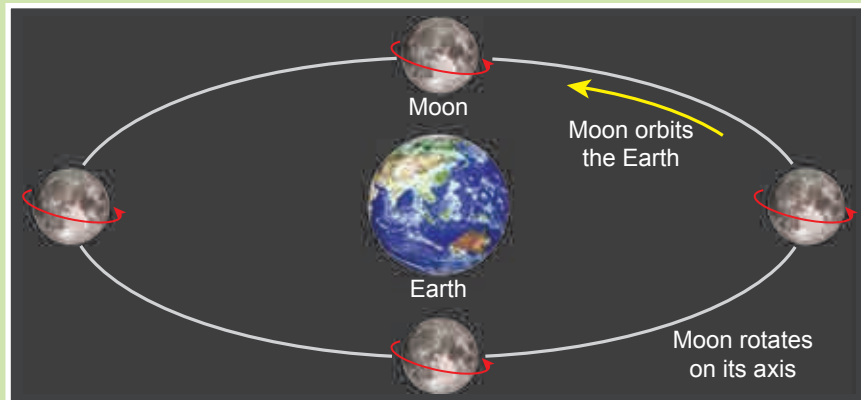 Moon
Moon orbits
the Earth
Earth
Moon rotates
on its axis